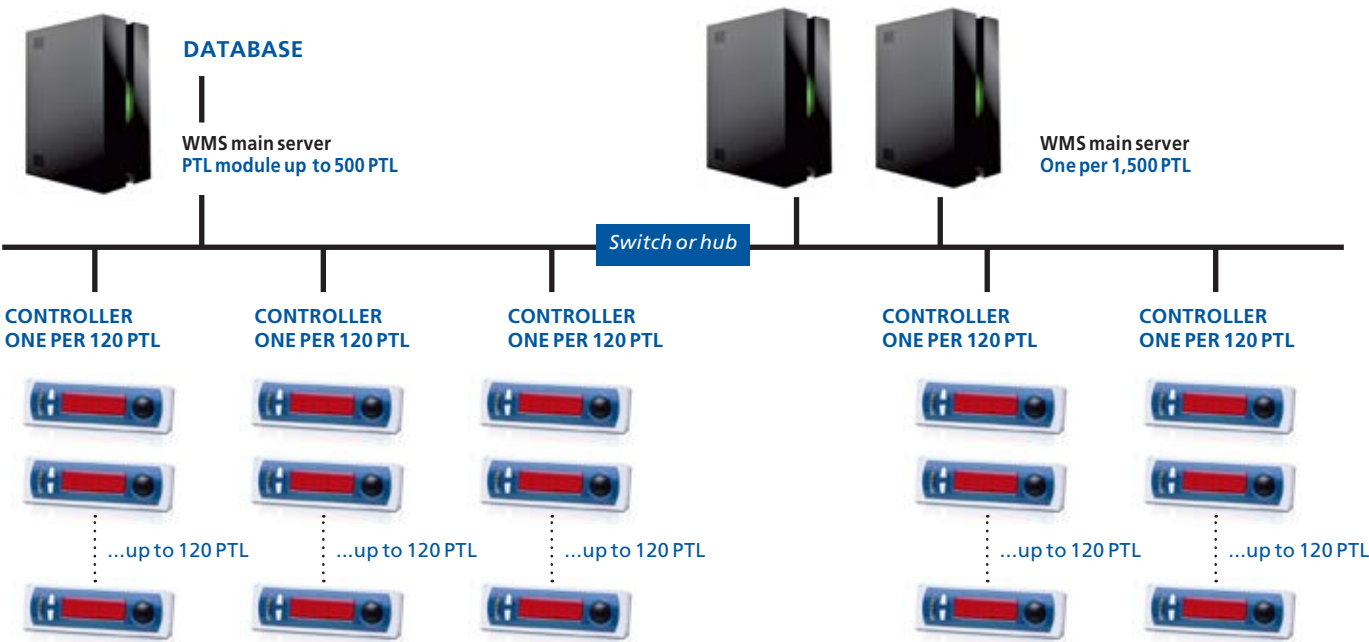 DATABASE
WMS main server
PTL module up to 500 PTL
WMS main server
One per 1,500 PTL
Switch or hub
CONTROLLER
ONE PER 120 PTL
CONTROLLER
ONE PER 120 PTL
CONTROLLER
ONE PER 120 PTL
CONTROLLER
ONE PER 120 PTL
CONTROLLER
ONE PER 120 PTL
...up to 120 PTL
...up to 120 PTL
...up to 120 PTL
...up to 120 PTL
...up to 120 PTL